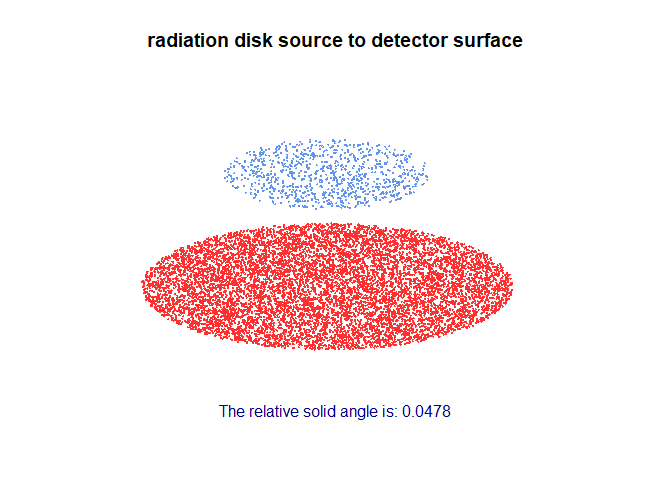 radiation disk source to detector surface
The relative solid angle is: 0.0478